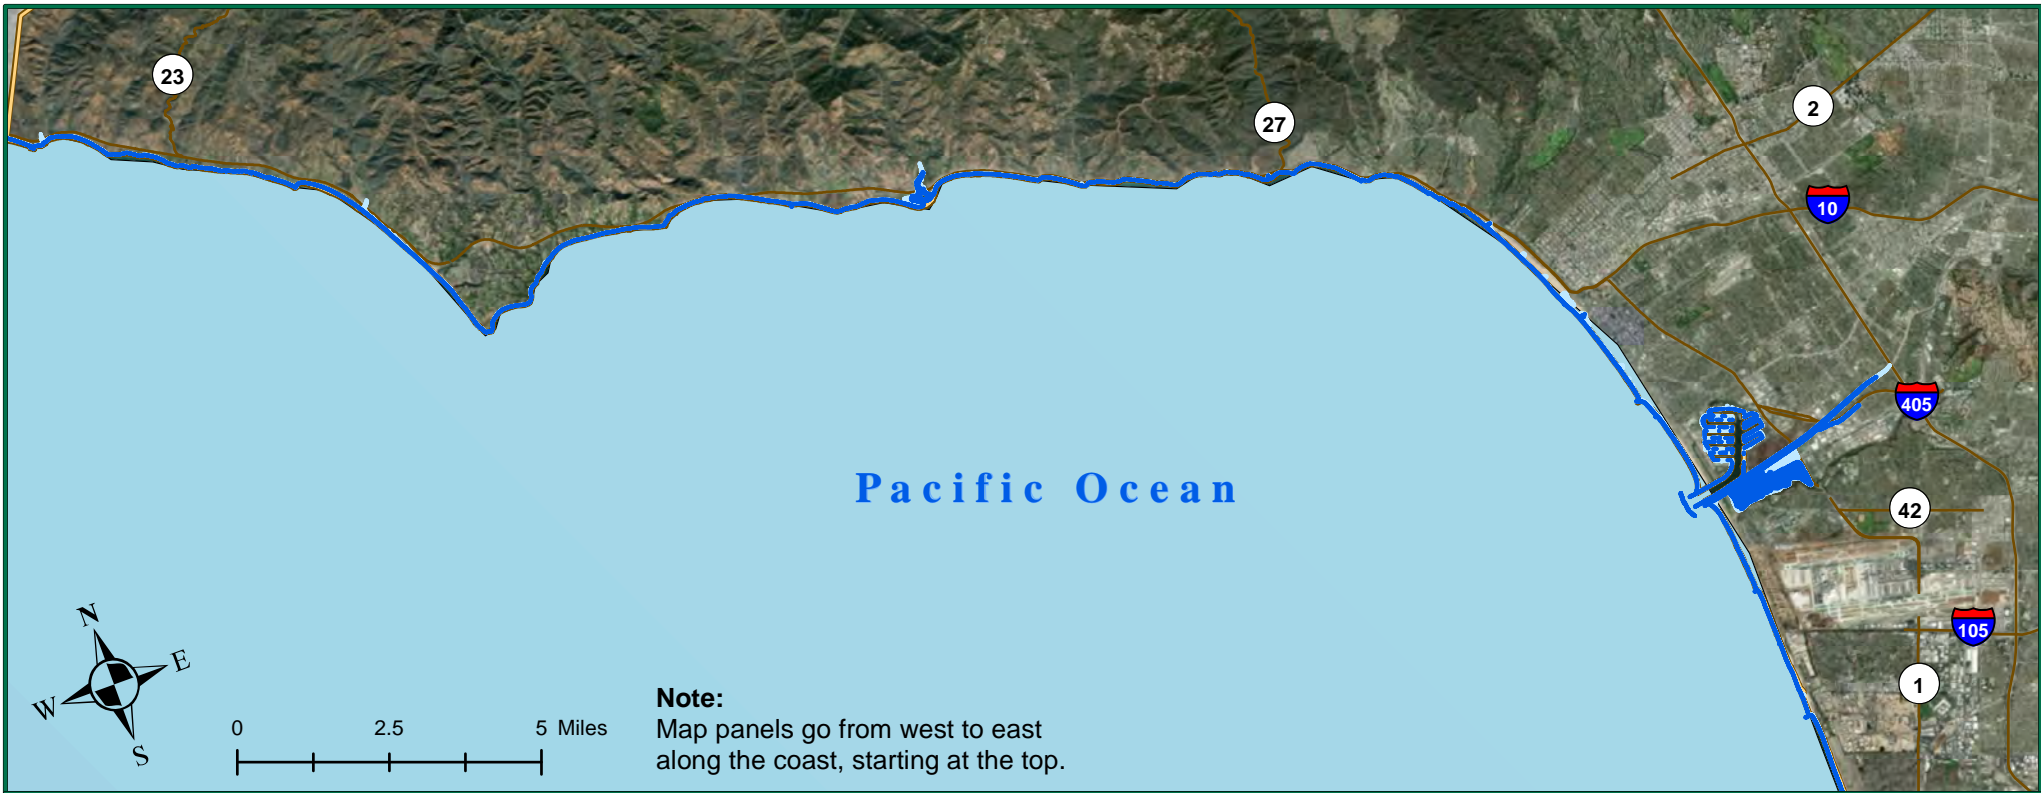 23
27
2
10
405
Pacific Ocean
42
105
1
N
E
W
S
0 2.5 5 Miles
Note:
Map panels go from west to east
along the coast, starting at the top.